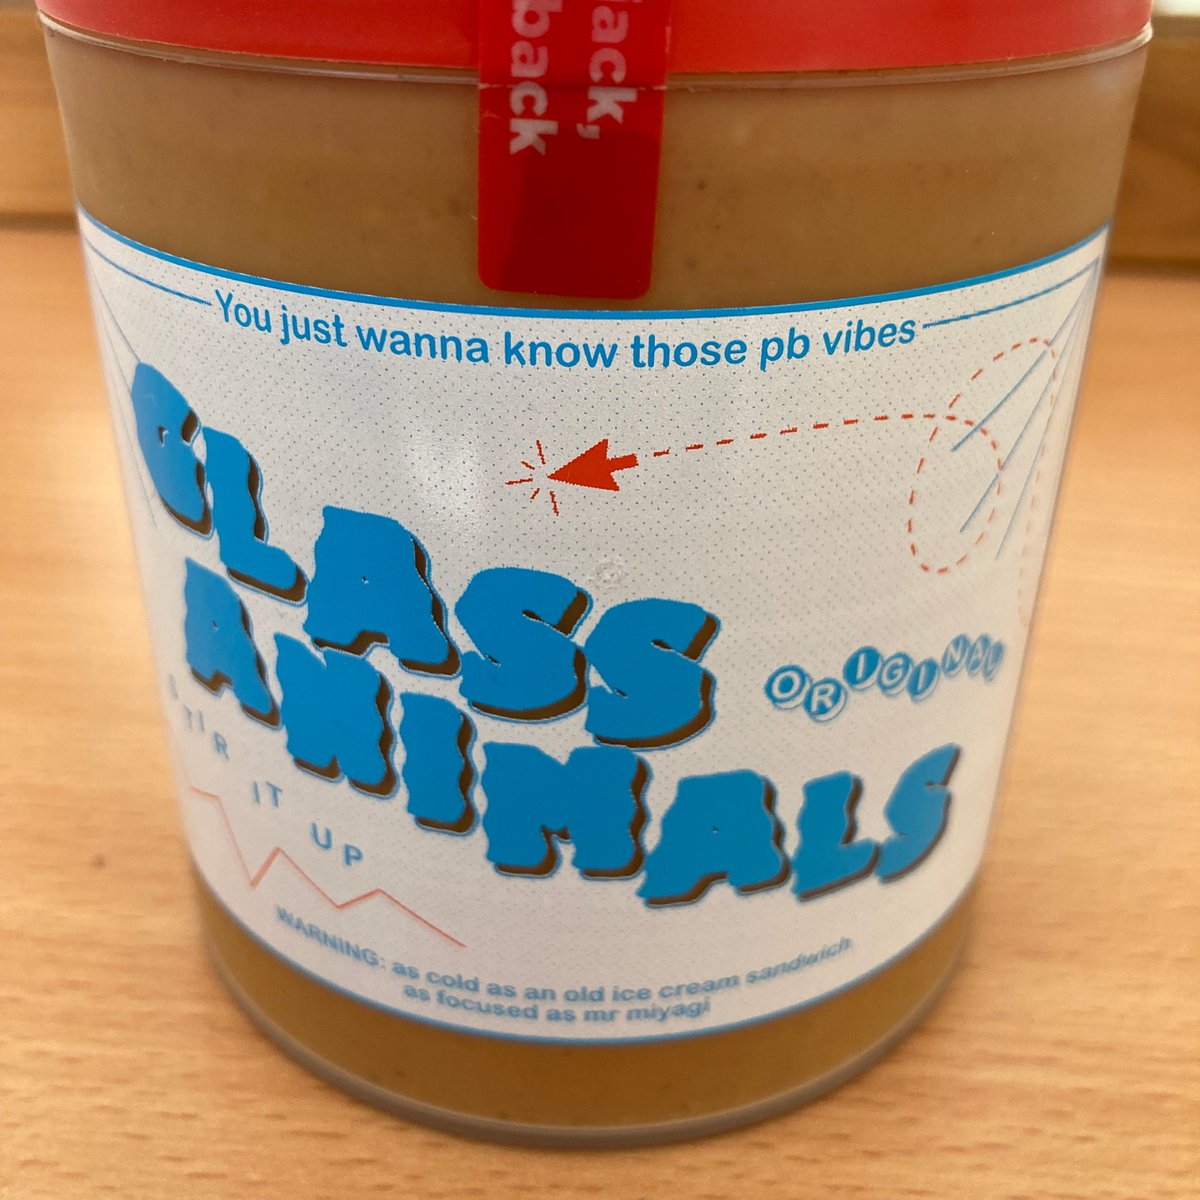 Jack,
back
You just wanna know those pb vibes
GLASS
ANIMALS
ORIGINAL
STIR IT UP
WARNING: as cold as an old ice cream sandwich
as focused as mr miyagi